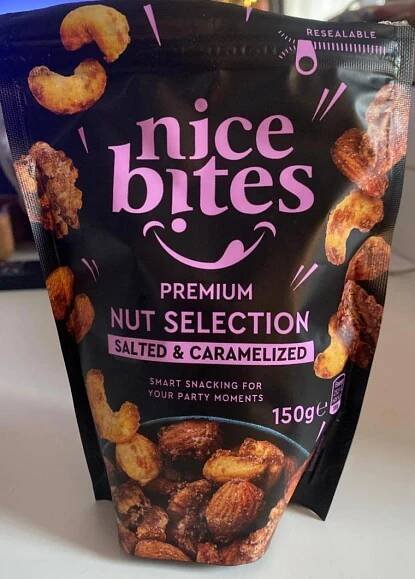 RESEALABLE
nice
bites
PREMIUM
NUT SELECTION
SALTED & CARAMELIZED
SMART SNACKING FOR
YOUR PARTY MOMENTS
150g℮